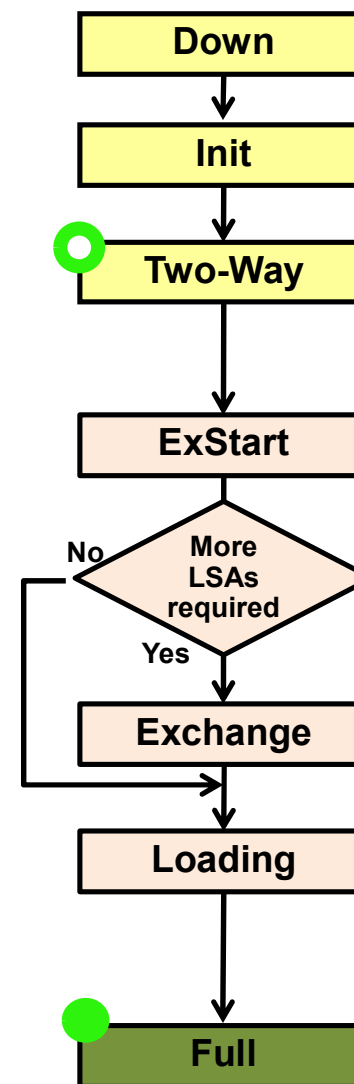 Down
Init
Two-Way
ExStart
No
More
LSAs
required
Yes
Exchange
Loading
Full